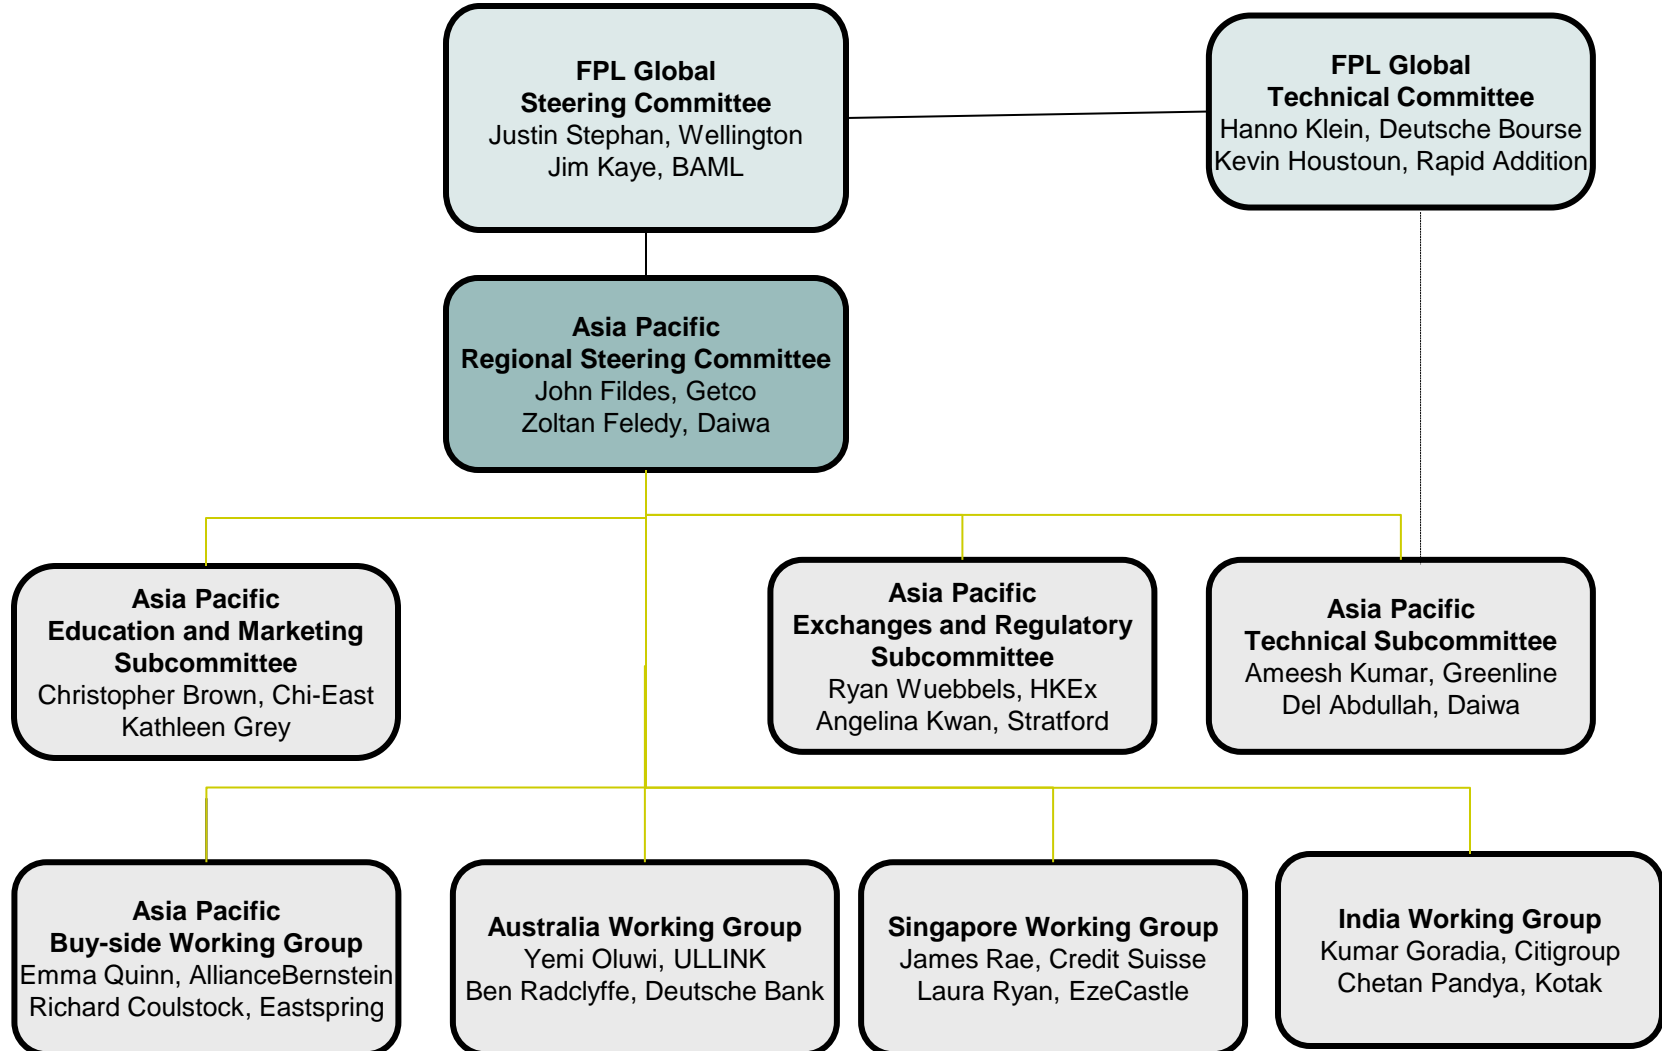 FPL Global
Steering Committee
Justin Stephan, Wellington
Jim Kaye, BAML
FPL Global
Technical Committee
Hanno Klein, Deutsche Bourse
Kevin Houstoun, Rapid Addition
Asia Pacific
Regional Steering Committee
John Fildes, Getco
Zoltan Feledy, Daiwa
Asia Pacific
Education and Marketing
Subcommittee
Christopher Brown, Chi-East
Kathleen Grey
Asia Pacific
Exchanges and Regulatory
Subcommittee
Ryan Wuebbels, HKEx
Angelina Kwan, Stratford
Asia Pacific
Technical Subcommittee
Ameesh Kumar, Greenline
Del Abdullah, Daiwa
Asia Pacific
Buy-side Working Group
Emma Quinn, AllianceBernstein
Richard Coulstock, Eastspring
Australia Working Group
Yemi Oluwi, ULLINK
Ben Radclyffe, Deutsche Bank
Singapore Working Group
James Rae, Credit Suisse
Laura Ryan, EzeCastle
India Working Group
Kumar Goradia, Citigroup
Chetan Pandya, Kotak